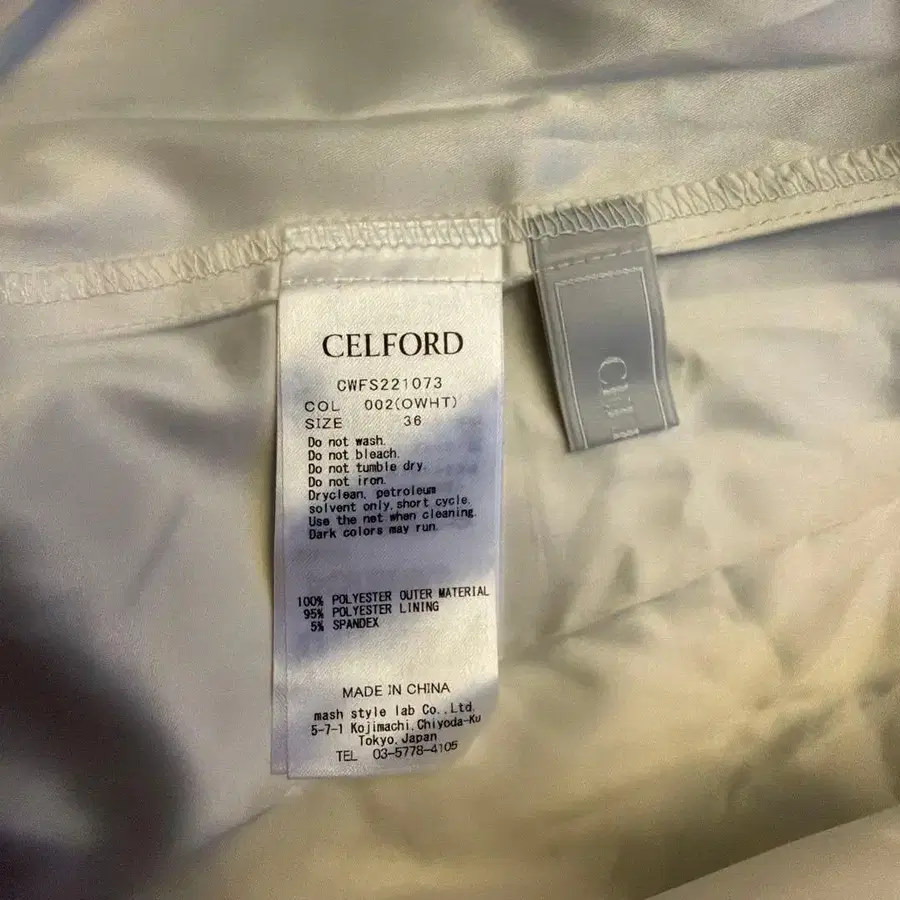 CELFORD
CWFS221073
COL 002(OWHT)
SIZE 36
Do not wash.
Do not bleach.
Do not tumble dry.
Do not iron.
Dryclean, petroleum
solvent only, short cycle.
Use the net when cleaning.
Dark colors may run.
100% POLYESTER OUTER MATERIAL
95% POLYESTER LINING
5% SPANDEX
MADE IN CHINA
mash style lab Co.,Ltd.
5-7-1 Kojimachi,Chiyoda-Ku
Tokyo,Japan
TEL 03-5778-4105